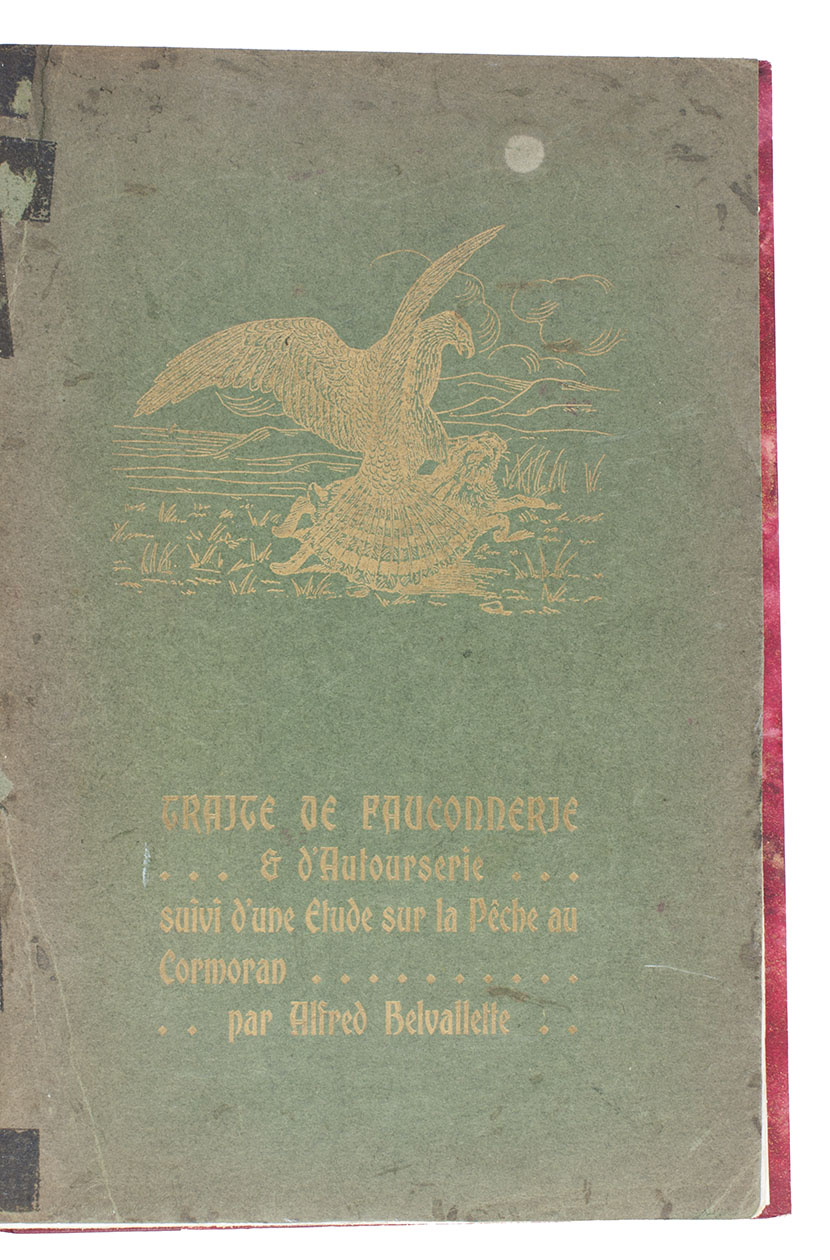 TRAITE DE FAUCONNERIE
. . . & d'Autourserie . . .
suivi d'une Etude sur la Pêche au
Cormoran . . . . . . . . . .
. . par Alfred Belvallette : .